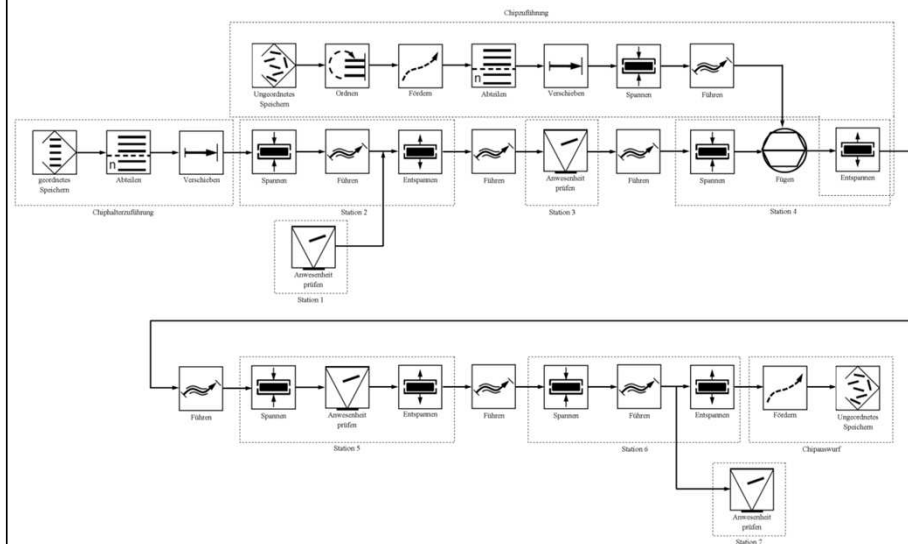 Chipzuführung
Ungeordnetes
Speichern
Ordnen
Fördern
n
Abteilen
Verschieben
Spannen
Führen
geordnetes
Speichern
n
Abteilen
Verschieben
Chiphalterzuführung
Spannen
Führen
Entspannen
Station 2
Führen
Anwesenheit
prüfen
Station 3
Führen
Spannen
Fügen
Entspannen
Station 4
Anwesenheit
prüfen
Station 1
Führen
Spannen
Anwesenheit
prüfen
Entspannen
Station 5
Führen
Spannen
Führen
Entspannen
Station 6
Fördern
Ungeordnetes
Speichern
Chipauswurf
Anwesenheit
prüfen
Station 7